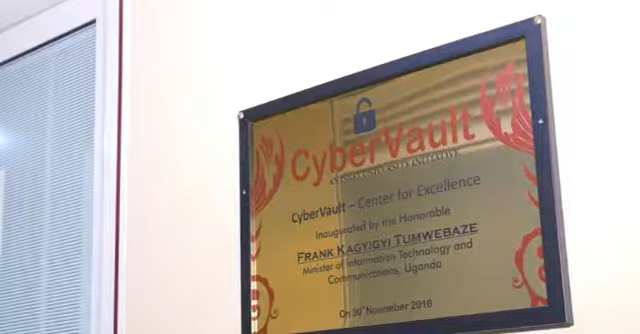 CyberVault
CyberVault – Center for Excellence
Inaugurated by the Honorable
FRANK KAGYIGYI TUMWEBAZE
Minister of Information Technology and
Communications, Uganda
On 30 November 2018